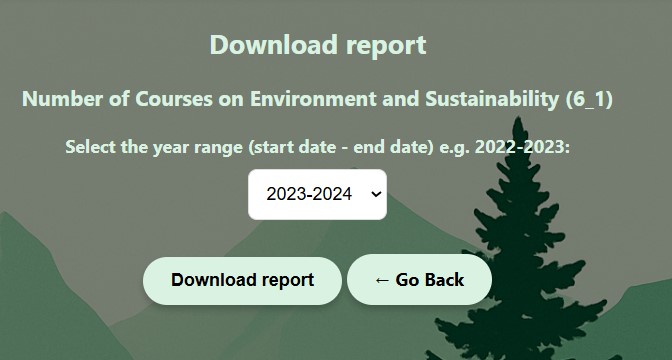 Download report
Number of Courses on Environment and Sustainability (6_1)
Select the year range (start date - end date) e.g. 2022-2023:
2023-2024
Download report
← Go Back